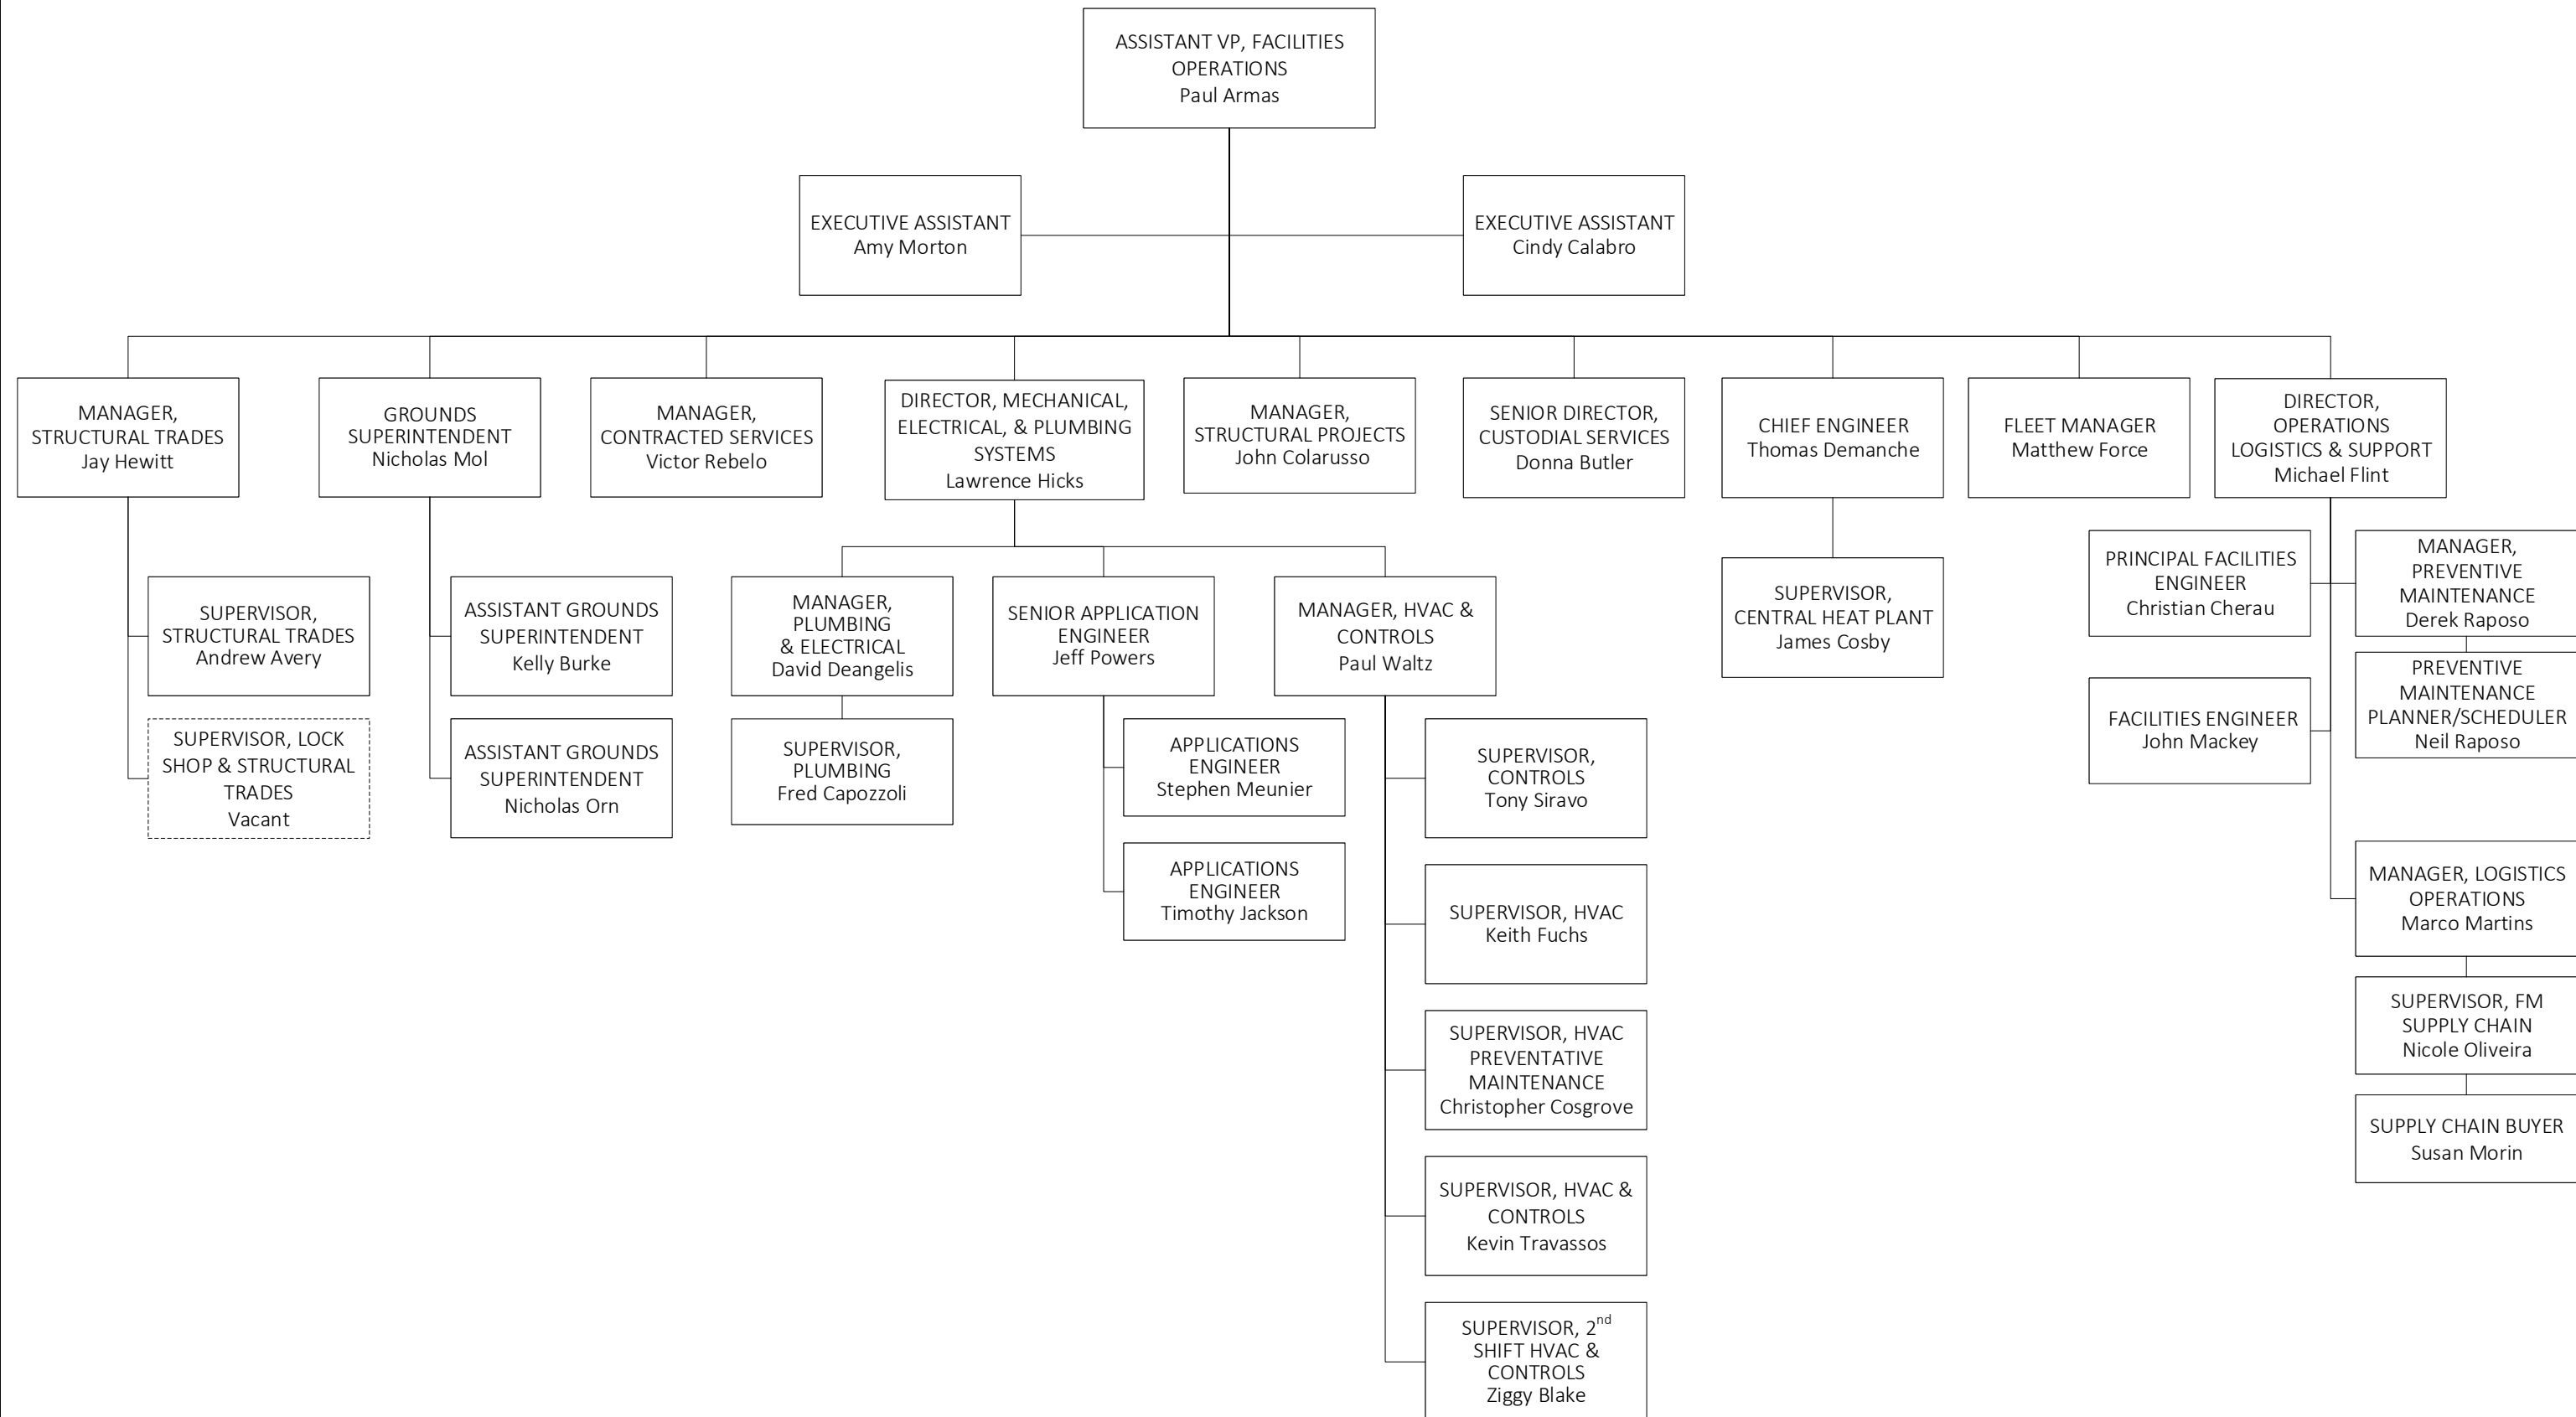 ASSISTANT VP, FACILITIES
OPERATIONS
Paul Armas
EXECUTIVE ASSISTANT
Amy Morton
EXECUTIVE ASSISTANT
Cindy Calabro
MANAGER,
STRUCTURAL TRADES
Jay Hewitt
GROUNDS
SUPERINTENDENT
Nicholas Mol
MANAGER,
CONTRACTED SERVICES
Victor Rebelo
DIRECTOR, MECHANICAL,
ELECTRICAL, & PLUMBING
SYSTEMS
Lawrence Hicks
MANAGER,
STRUCTURAL PROJECTS
John Colarusso
SENIOR DIRECTOR,
CUSTODIAL SERVICES
Donna Butler
CHIEF ENGINEER
Thomas Demanche
FLEET MANAGER
Matthew Force
DIRECTOR,
OPERATIONS
LOGISTICS & SUPPORT
Michael Flint
SUPERVISOR,
STRUCTURAL TRADES
Andrew Avery
SUPERVISOR, LOCK
SHOP & STRUCTURAL
TRADES
Vacant
ASSISTANT GROUNDS
SUPERINTENDENT
Kelly Burke
ASSISTANT GROUNDS
SUPERINTENDENT
Nicholas Orn
MANAGER,
PLUMBING
& ELECTRICAL
David Deangelis
SUPERVISOR,
PLUMBING
Fred Capozzoli
SENIOR APPLICATION
ENGINEER
Jeff Powers
APPLICATIONS
ENGINEER
Stephen Meunier
APPLICATIONS
ENGINEER
Timothy Jackson
MANAGER, HVAC &
CONTROLS
Paul Waltz
SUPERVISOR,
CONTROLS
Tony Siravo
SUPERVISOR, HVAC
Keith Fuchs
SUPERVISOR, HVAC
PREVENTATIVE
MAINTENANCE
Christopher Cosgrove
SUPERVISOR, HVAC &
CONTROLS
Kevin Travassos
SUPERVISOR, 2nd
SHIFT HVAC &
CONTROLS
Ziggy Blake
SUPERVISOR,
CENTRAL HEAT PLANT
James Cosby
PRINCIPAL FACILITIES
ENGINEER
Christian Cherau
FACILITIES ENGINEER
John Mackey
MANAGER,
PREVENTIVE
MAINTENANCE
Derek Raposo
PREVENTIVE
MAINTENANCE
PLANNER/SCHEDULER
Neil Raposo
MANAGER, LOGISTICS
OPERATIONS
Marco Martins
SUPERVISOR, FM
SUPPLY CHAIN
Nicole Oliveira
SUPPLY CHAIN BUYER
Susan Morin